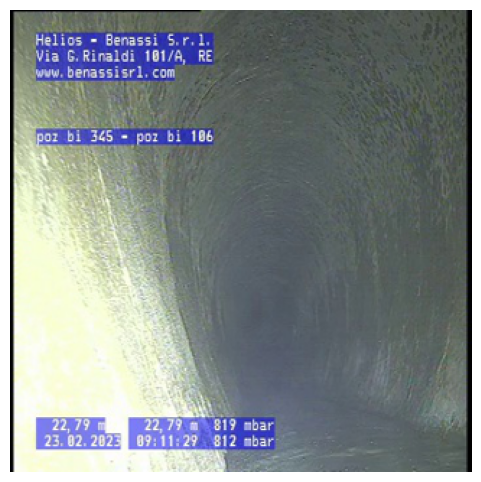 Helios - Benassi S.r.l.
Via G.Rinaldi 101/A, RE
www.benassisrl.com
poz bi 345 - poz bi 106
22,79 m 22,79 m 819 mbar
23.02.2023 09:11:29 812 mbar